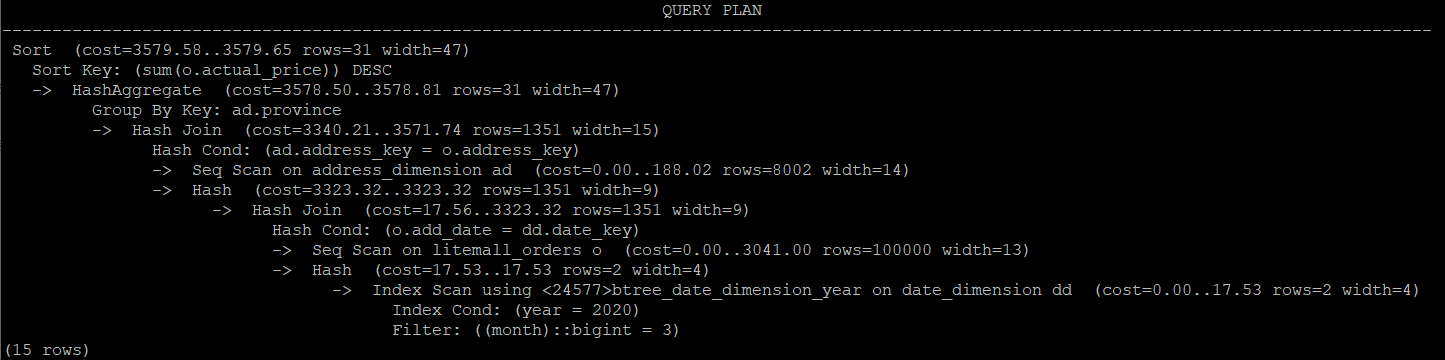 QUERY PLAN
-----------------------------------------------------------------------------------------------------------------------------------------------
Sort  (cost=3579.58..3579.65 rows=31 width=47)
  Sort Key: (sum(o.actual_price)) DESC
  ->  HashAggregate  (cost=3578.50..3578.81 rows=31 width=47)
        Group By Key: ad.province
        ->  Hash Join  (cost=3340.21..3571.74 rows=1351 width=15)
              Hash Cond: (ad.address_key = o.address_key)
              ->  Seq Scan on address_dimension ad  (cost=0.00..188.02 rows=8002 width=14)
              ->  Hash  (cost=3323.32..3323.32 rows=1351 width=9)
                    ->  Hash Join  (cost=17.56..3323.32 rows=1351 width=9)
                          Hash Cond: (o.add_date = dd.date_key)
                          ->  Seq Scan on litemall_orders o  (cost=0.00..3041.00 rows=100000 width=13)
                          ->  Hash  (cost=17.53..17.53 rows=2 width=4)
                                ->  Index Scan using <24577>btree_date_dimension_year on date_dimension dd  (cost=0.00..17.53 rows=2 width=4)
                                      Index Cond: (year = 2020)
                                      Filter: ((month)::bigint = 3)
(15 rows)